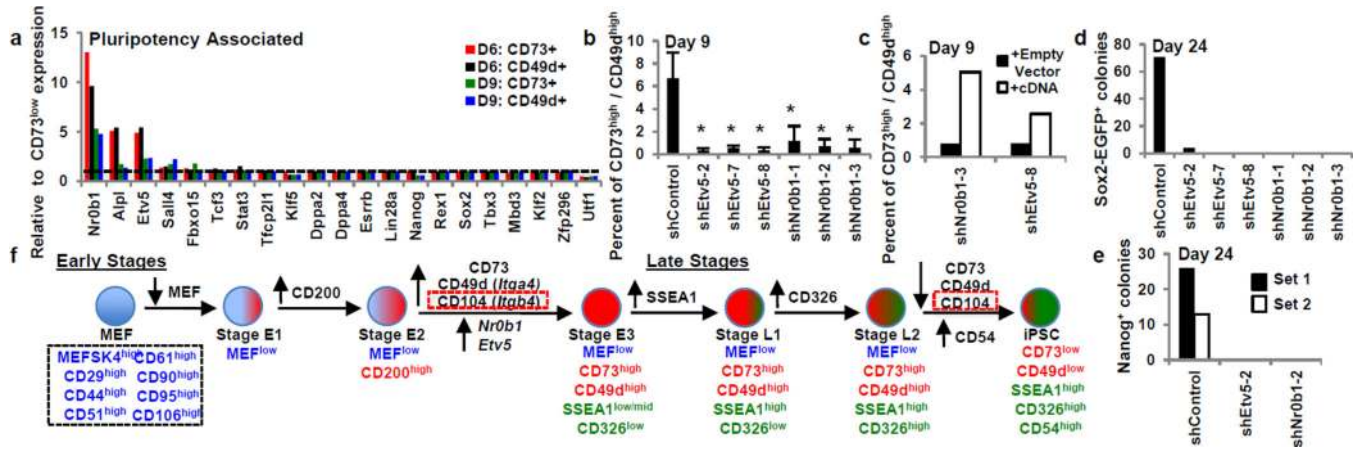 a
Pluripotency Associated
Relative to CD73low expression
15
10
5
0
D6: CD73+
D6: CD49d+
D9: CD73+
D9: CD49d+
Nr0b1
Alpl
Etv5
Sall4
Fbxo15
Tcf3
Stat3
Tfcp2l1
Klf5
Dppa2
Dppa4
Esrrb
Lin28a
Nanog
Rex1
Sox2
Tbx3
Mbd3
Klf2
Zfp296
Utf1
b
Day 9
Percent of CD73high / CD49dhigh
10
8
6
4
2
0
* * * * * *
shControl
shEtv5-2
shEtv5-7
shEtv5-8
shNr0b1-1
shNr0b1-2
shNr0b1-3
c
Day 9
Percent of CD73high / CD49dhigh
6
4
2
0
+Empty
Vector
+cDNA
shNr0b1-3
shEtv5-8
d
Day 24
Sox2-EGFP+ colonies
80
60
40
20
0
shControl
shEtv5-2
shEtv5-7
shEtv5-8
shNr0b1-1
shNr0b1-2
shNr0b1-3
e
Day 24
Nanog+ colonies
30
20
10
0
Set 1
Set 2
shControl
shEtv5-2
shNr0b1-2
f
Early Stages
Late Stages
MEF
MEF
MEFSK4high CD61high
CD29high CD90high
CD44high CD95high
CD51high CD106high
Stage E1
MEFlow
CD200
Stage E2
MEFlow
CD200high
CD73
CD49d (Itga4)
CD104 (Itgb4)
Nr0b1
Etv5
Stage E3
MEFlow
CD73high
CD49dhigh
SSEA1low/mid
CD326low
SSEA1
Stage L1
MEFlow
CD73high
CD49dhigh
SSEA1high
CD326low
CD326
Stage L2
MEFlow
CD73high
CD49dhigh
SSEA1high
CD326high
CD73
CD49d
CD104
CD54
iPSC
CD73low
CD49dlow
SSEA1high
CD326high
CD54high